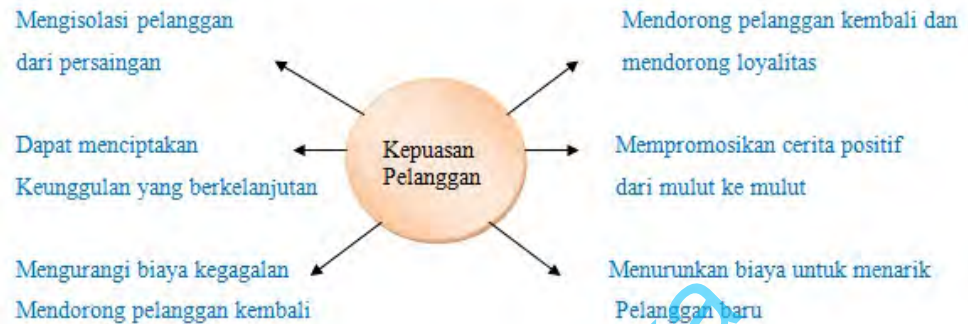 Mengisolasi pelanggan
dari persaingan
Mendorong pelanggan kembali dan
mendorong loyalitas
Dapat menciptakan
Keunggulan yang berkelanjutan
Kepuasan
Pelanggan
Mempromosikan cerita positif
dari mulut ke mulut
Mengurangi biaya kegagalan
Mendorong pelanggan kembali
Menurunkan biaya untuk menarik
Pelanggan baru